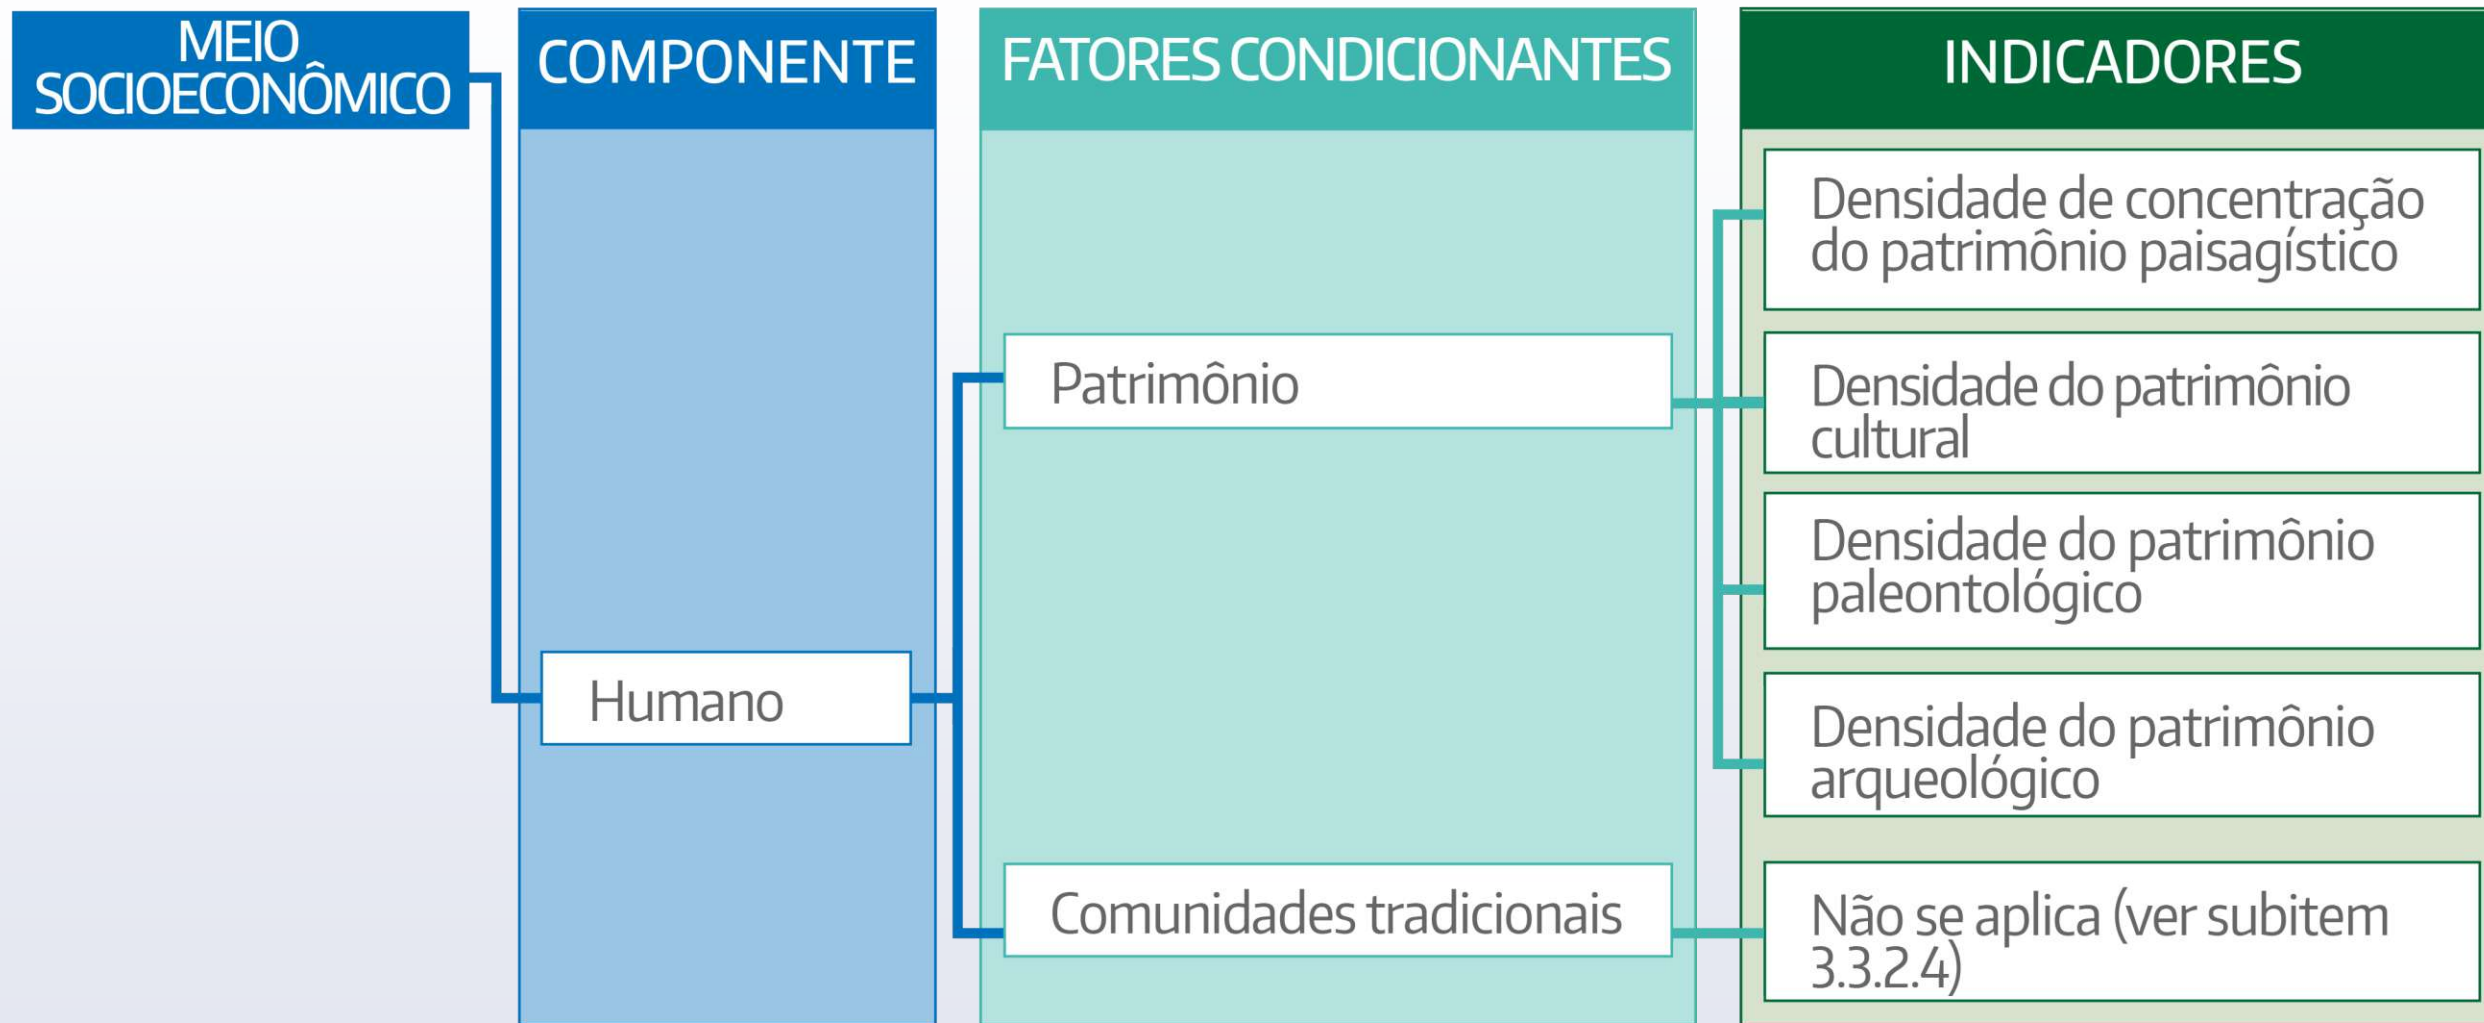 MEIO
SOCIOECONÔMICO
COMPONENTE
FATORES CONDICIONANTES
INDICADORES
Densidade de concentração
do patrimônio paisagístico
Patrimônio
Densidade do patrimônio
cultural
Densidade do patrimônio
paleontológico
Humano
Densidade do patrimônio
arqueológico
Comunidades tradicionais
Não se aplica (ver subitem
3.3.2.4)